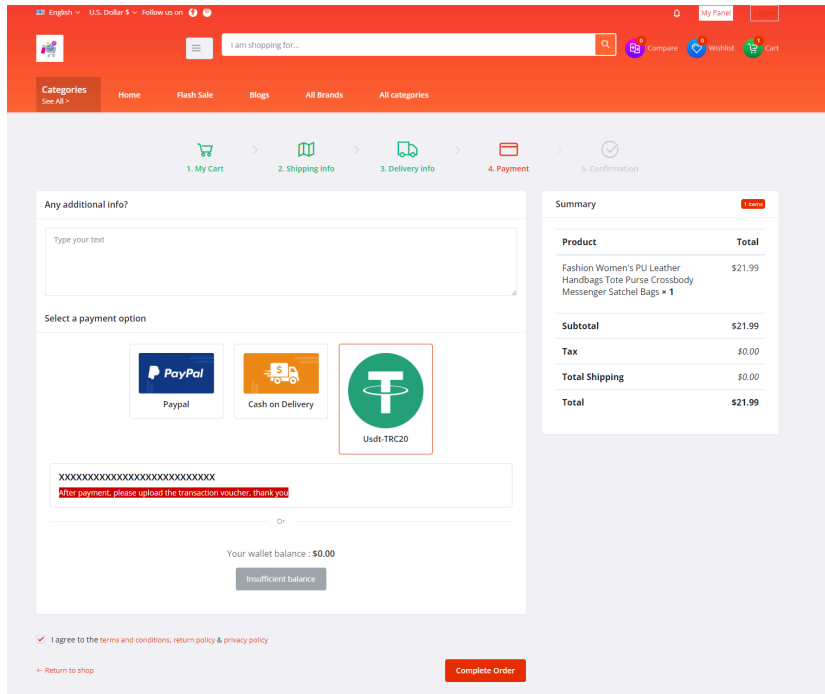 English U.S. Dollar $ Follow us on
My Panel
I am shopping for...
0 Compare 0 Wishlist 1 Cart
Categories
See All >
Home Flash Sale Blogs All Brands All categories
1. My Cart 2. Shipping info 3. Delivery info 4. Payment 5. Confirmation
Any additional info?
Type your text
Select a payment option
PayPal
Paypal
Cash on Delivery
Usdt-TRC20
XXXXXXXXXXXXXXXXXXXXXXXXXXX
After payment, please upload the transaction voucher, thank you
Or
Your wallet balance : $0.00
Insufficient balance
I agree to the terms and conditions, return policy & privacy policy
← Return to shop
Complete Order
Summary
1 Items
Product Total
Fashion Women's PU Leather $21.99
Handbags Tote Purse Crossbody
Messenger Satchel Bags × 1
Subtotal $21.99
Tax $0.00
Total Shipping $0.00
Total $21.99